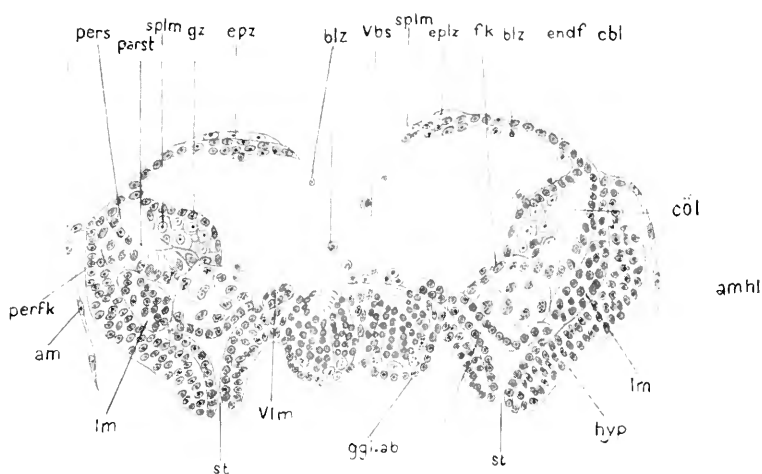 pers parst splm gz epz blz Vbs splm eplz fk blz endf cbl
cöl
amhl
perfk
am
lm Vlm ggl.ab lm hyp
st st